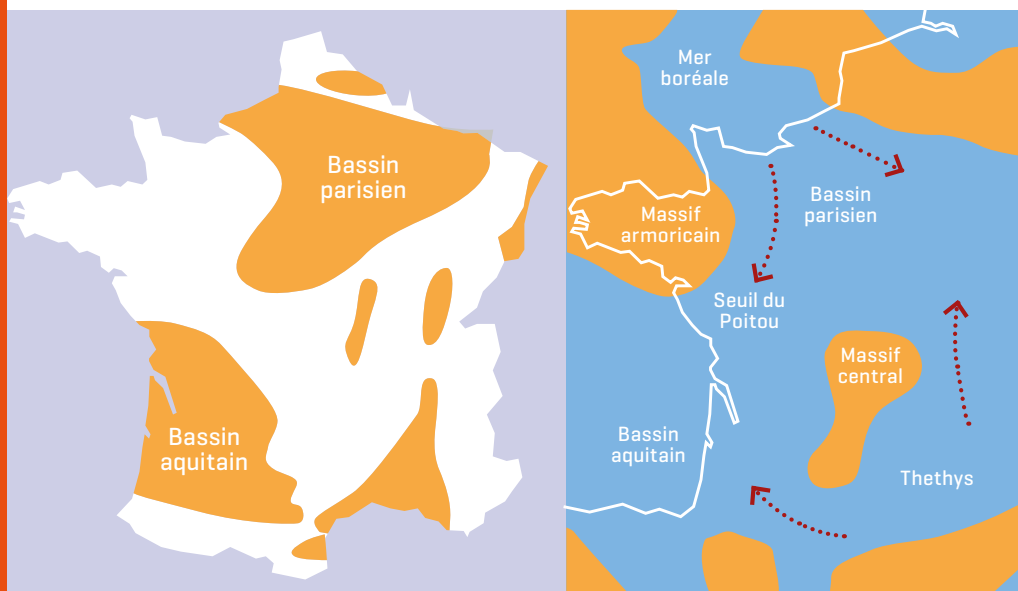 Bassin
parisien
Bassin
aquitain
Mer
boréale
Bassin
parisien
Massif
armoricain
Seuil du
Poitou
Massif
central
Bassin
aquitain
Thethys